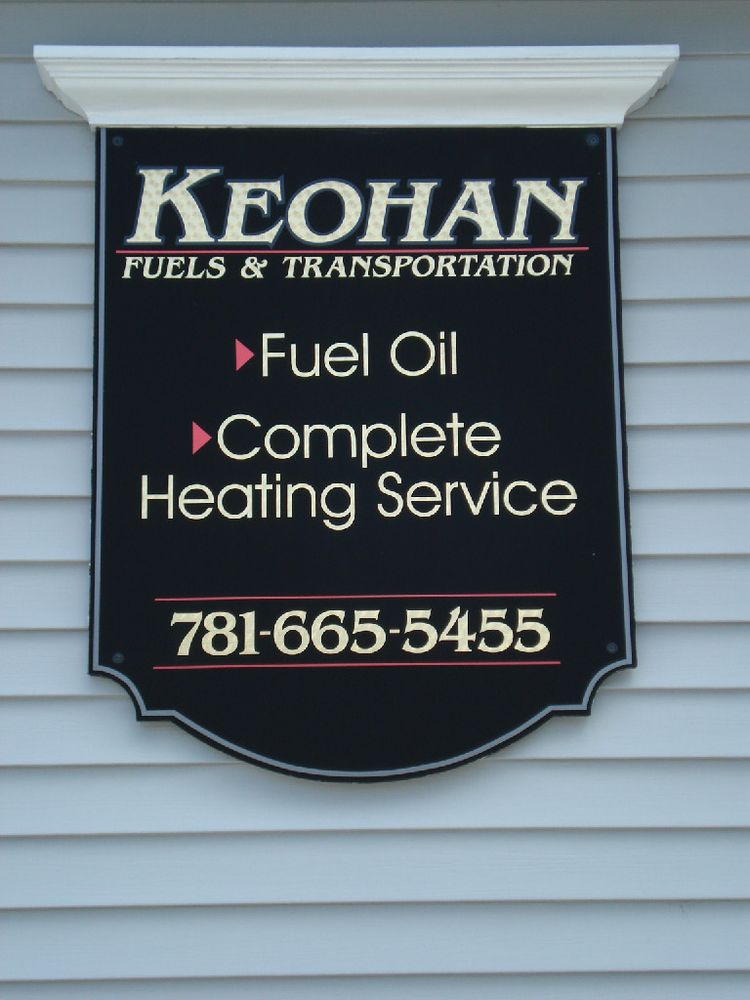 KEOHAN
FUELS & TRANSPORTATION
Fuel Oil
Complete
Heating Service
781-665-5455